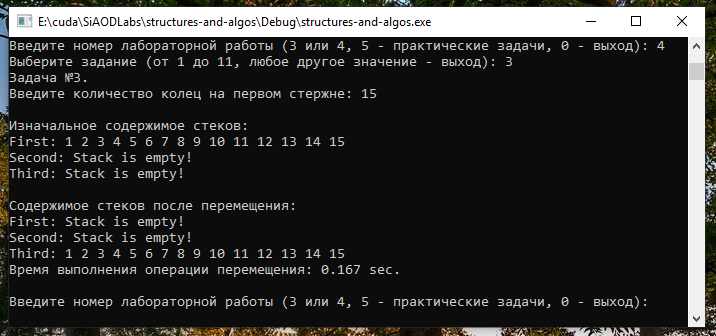 E:\cuda\SiAODLabs\structures-and-algos\Debug\structures-and-algos.exe
Введите номер лабораторной работы (3 или 4, 5 - практические задачи, 0 - выход): 4
Выберите задание (от 1 до 11, любое другое значение - выход): 3
Задача №3.
Введите количество колец на первом стержне: 15
Изначальное содержимое стеков:
First: 1 2 3 4 5 6 7 8 9 10 11 12 13 14 15
Second: Stack is empty!
Third: Stack is empty!
Содержимое стеков после перемещения:
First: Stack is empty!
Second: Stack is empty!
Third: 1 2 3 4 5 6 7 8 9 10 11 12 13 14 15
Время выполнения операции перемещения: 0.167 sec.
Введите номер лабораторной работы (3 или 4, 5 - практические задачи, 0 - выход):